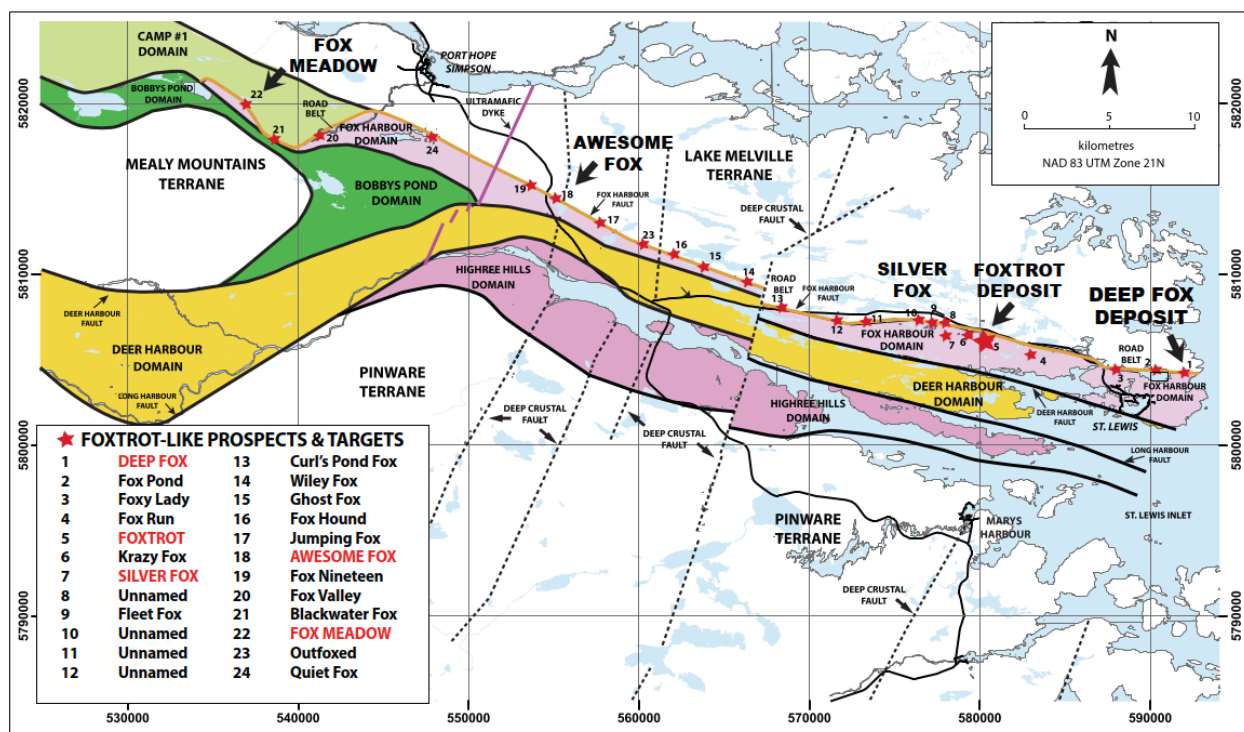 CAMP #1
DOMAIN
FOX
MEADOW
PORT HOPE
SIMPSON
N
0 5 10
kilometres
NAD 83 UTM Zone 21N
BOBBYS POND
DOMAIN
22
ROAD
BELT
ULTRAMAFIC
DYKE
21
20
FOX HARBOUR
DOMAIN
24
AWESOME
FOX
LAKE MELVILLE
TERRANE
MEALY MOUNTAINS
TERRANE
BOBBYS POND
DOMAIN
19
18
FOX HARBOUR
FAULT
17
DEEP CRUSTAL
FAULT
23
16
15
14
HIGHREE HILLS
DOMAIN
ROAD
BELT
13
FOX HARBOUR
FAULT
SILVER
FOX
FOXTROT
DEPOSIT
DEEP FOX
DEPOSIT
DEER HARBOUR
FAULT
12
11
10
9
8
7
6
5
4
FOX HARBOUR
DOMAIN
ROAD
BELT
3
2
1
FOX HARBOUR
DOMAIN
DEER HARBOUR
DOMAIN
LONG HARBOUR
FAULT
PINWARE
TERRANE
DEEP CRUSTAL
FAULT
DEEP CRUSTAL
FAULT
HIGHREE HILLS
DOMAIN
DEER HARBOUR
DOMAIN
DEER HARBOUR
FAULT
ST. LEWIS
LONG HARBOUR
FAULT
ST. LEWIS INLET
PINWARE
TERRANE
MARYS
HARBOUR
DEEP CRUSTAL
FAULT
FOXTROT-LIKE PROSPECTS & TARGETS
1 DEEP FOX 13 Curl's Pond Fox
2 Fox Pond 14 Wiley Fox
3 Foxy Lady 15 Ghost Fox
4 Fox Run 16 Fox Hound
5 FOXTROT 17 Jumping Fox
6 Krazy Fox 18 AWESOME FOX
7 SILVER FOX 19 Fox Nineteen
8 Unnamed 20 Fox Valley
9 Fleet Fox 21 Blackwater Fox
10 Unnamed 22 FOX MEADOW
11 Unnamed 23 Outfoxed
12 Unnamed 24 Quiet Fox
5820000
5810000
5800000
5790000
5820000
5810000
5800000
5790000
530000 540000 550000 560000 570000 580000 590000